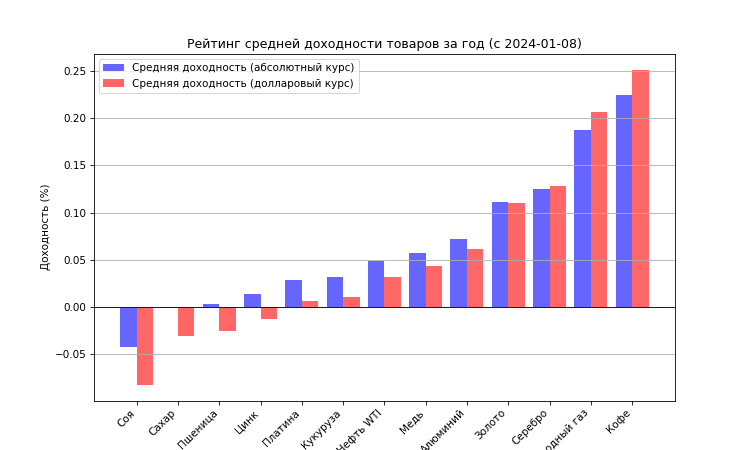 Рейтинг средней доходности товаров за год (с 2024-01-08)
Средняя доходность (абсолютный курс)
Средняя доходность (долларовый курс)
Доходность (%)
0.25
0.20
0.15
0.10
0.05
0.00
−0.05
Соя
Сахар
Пшеница
Цинк
Платина
Кукуруза
Нефть WTI
Медь
Алюминий
Золото
Серебро
одный газ
Кофе